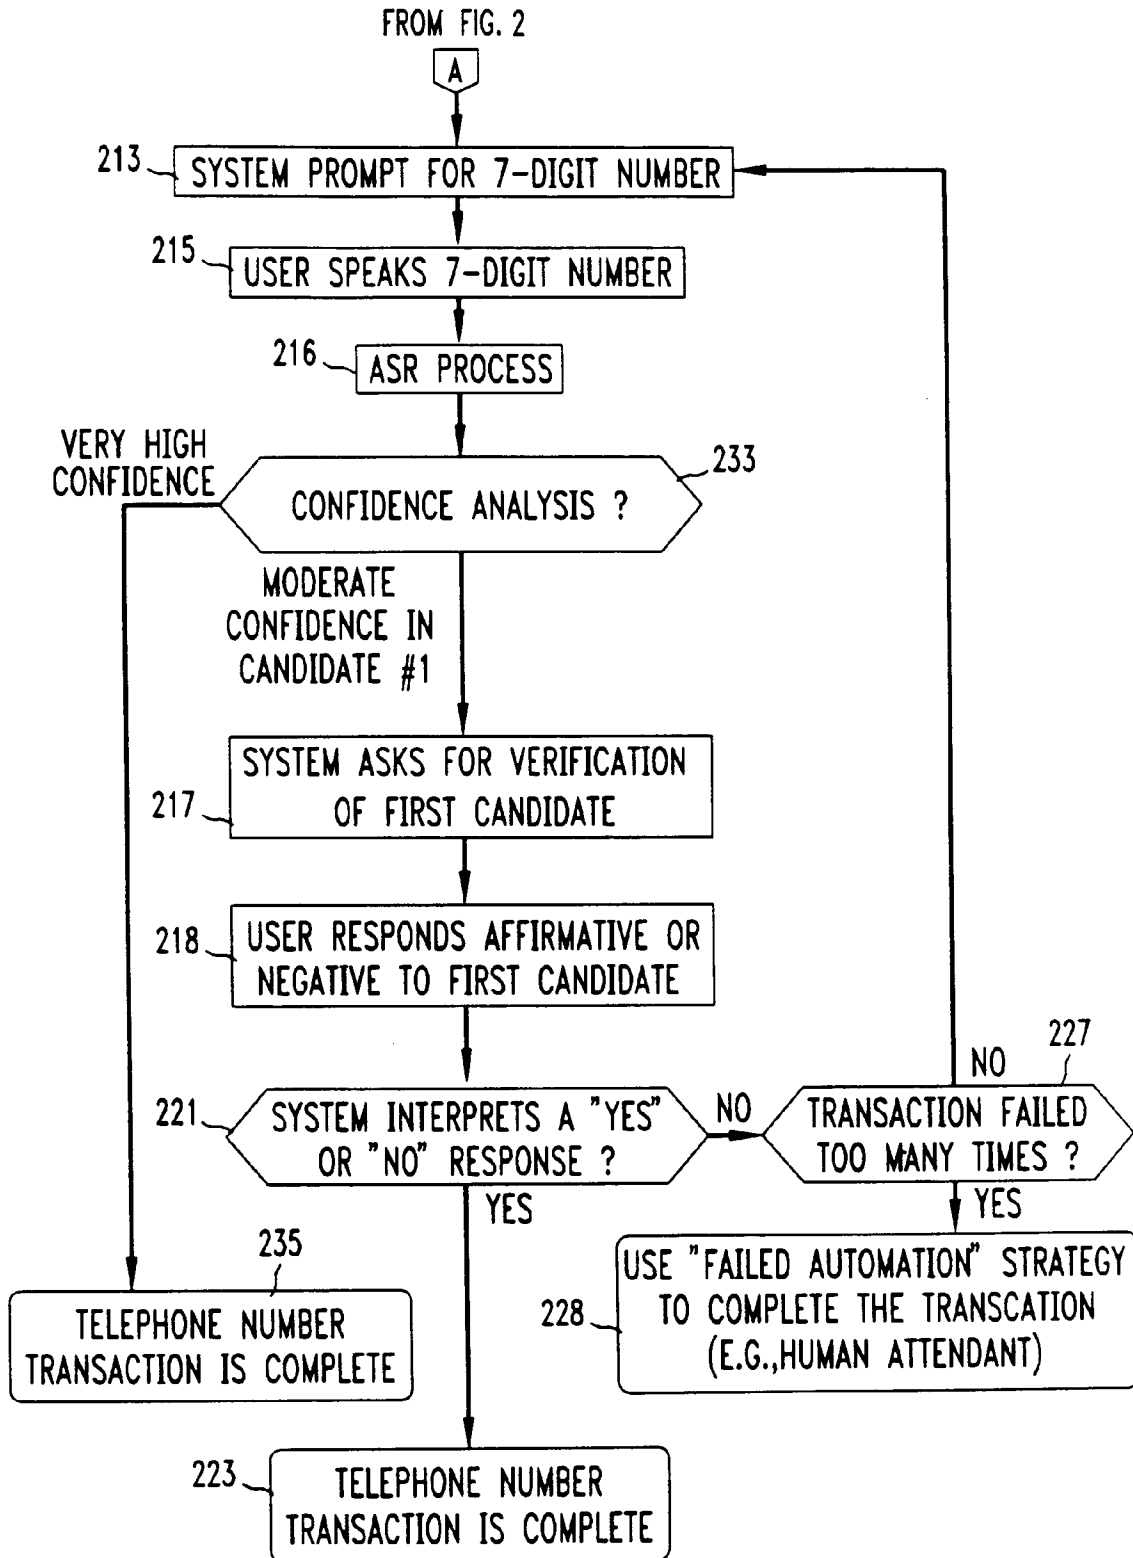 FROM FIG. 2
A
213
SYSTEM PROMPT FOR 7-DIGIT NUMBER
215
USER SPEAKS 7-DIGIT NUMBER
216
ASR PROCESS
VERY HIGH
CONFIDENCE
233
CONFIDENCE ANALYSIS ?
MODERATE
CONFIDENCE IN
CANDIDATE #1
217
SYSTEM ASKS FOR VERIFICATION
OF FIRST CANDIDATE
218
USER RESPONDS AFFIRMATIVE OR
NEGATIVE TO FIRST CANDIDATE
221
SYSTEM INTERPRETS A "YES"
OR "NO" RESPONSE ?
NO
YES
227
NO
TRANSACTION FAILED
TOO MANY TIMES ?
YES
235
TELEPHONE NUMBER
TRANSACTION IS COMPLETE
228
USE "FAILED AUTOMATION" STRATEGY
TO COMPLETE THE TRANSCATION
(E.G.,HUMAN ATTENDANT)
223
TELEPHONE NUMBER
TRANSACTION IS COMPLETE